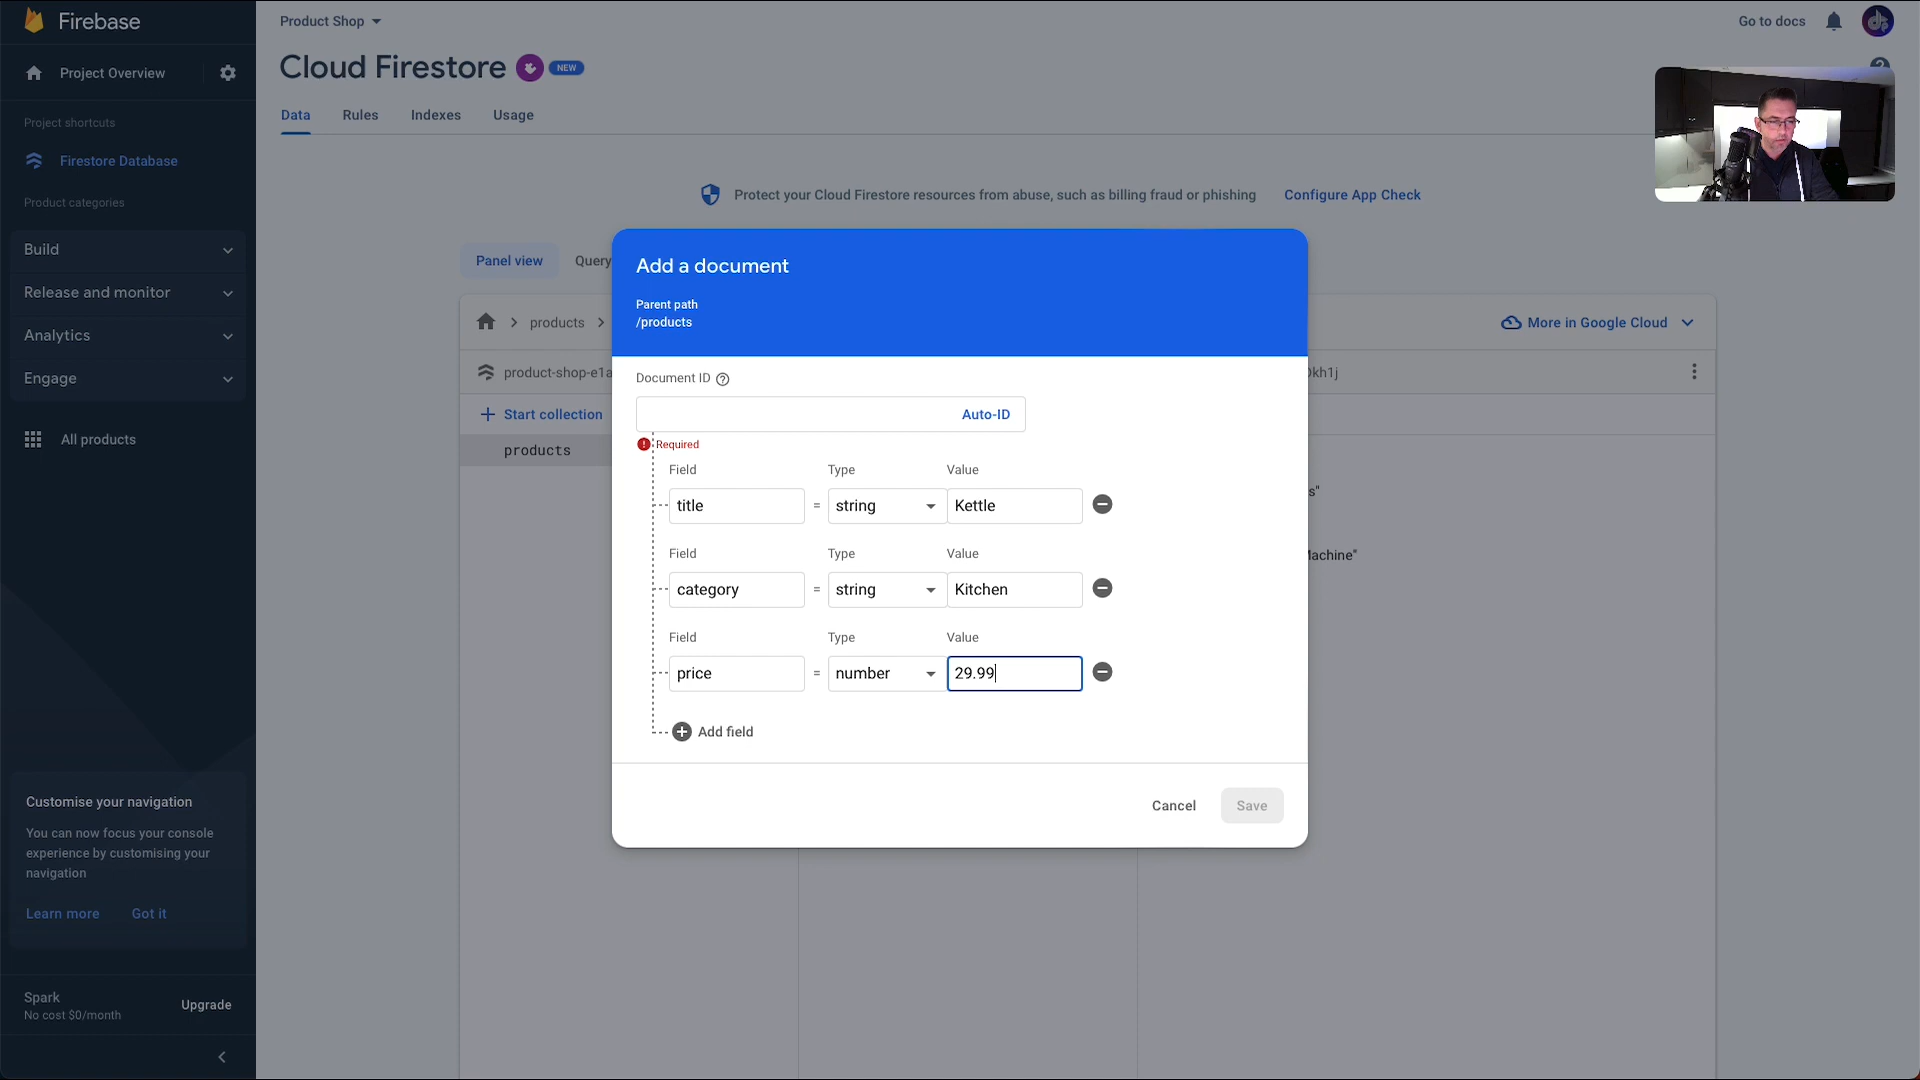 Firebase
Product Shop
Go to docs
Project Overview
Cloud Firestore
NEW
Data
Rules
Indexes
Usage
Project shortcuts
Firestore Database
Product categories
Build
Release and monitor
Analytics
Engage
All products
Protect your Cloud Firestore resources from abuse, such as billing fraud or phishing
Configure App Check
Panel view
Query
products
More in Google Cloud
product-shop-e1a
Start collection
products
Add a document
Parent path
/products
Document ID
Auto-ID
Required
Field Type Value
title = string Kettle
Field Type Value
category = string Kitchen
Field Type Value
price = number 29.99
Add field
Cancel
Save
Customise your navigation
You can now focus your console
experience by customising your
navigation
Learn more
Got it
Spark
No cost $0/month
Upgrade